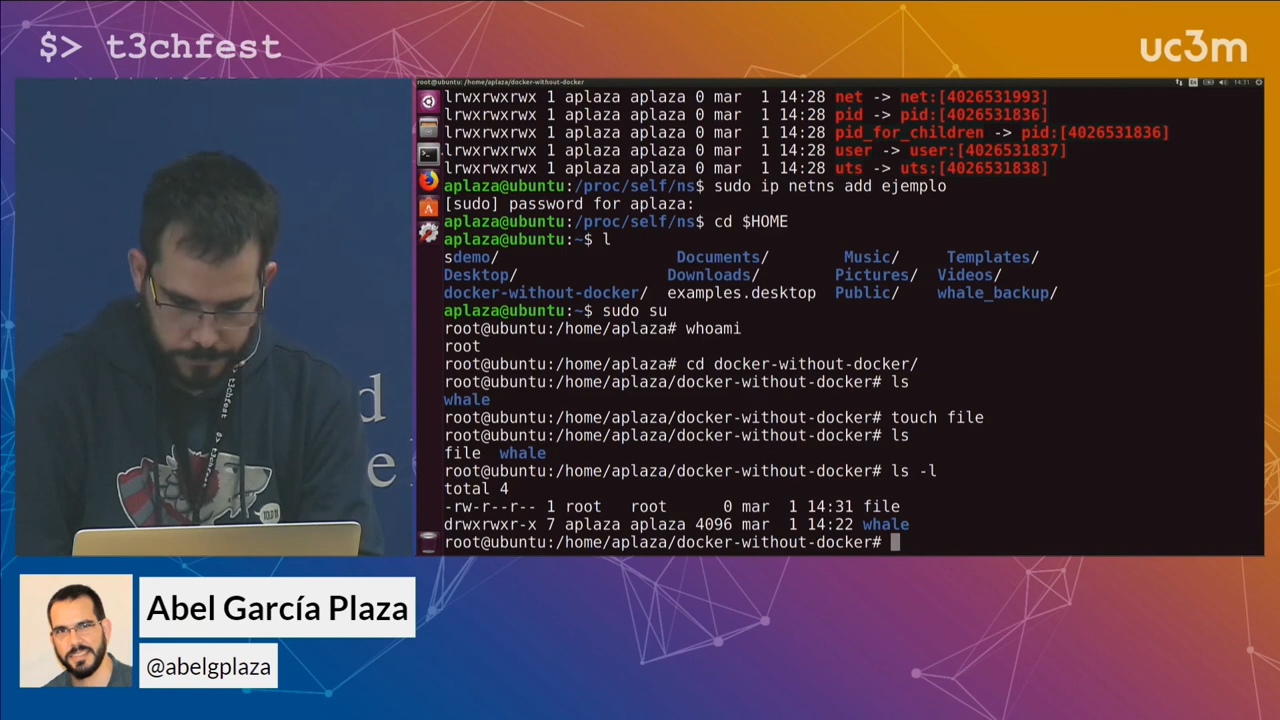 $> t3chfest
uc3m
root@ubuntu: /home/aplaza/docker-without-docker
14:31
lrwxrwxrwx 1 aplaza aplaza 0 mar  1 14:28 net -> net:[4026531993]
lrwxrwxrwx 1 aplaza aplaza 0 mar  1 14:28 pid -> pid:[4026531836]
lrwxrwxrwx 1 aplaza aplaza 0 mar  1 14:28 pid_for_children -> pid:[4026531836]
lrwxrwxrwx 1 aplaza aplaza 0 mar  1 14:28 user -> user:[4026531837]
lrwxrwxrwx 1 aplaza aplaza 0 mar  1 14:28 uts -> uts:[4026531838]
aplaza@ubuntu:/proc/self/ns$ sudo ip netns add ejemplo
[sudo] password for aplaza:
aplaza@ubuntu:/proc/self/ns$ cd $HOME
aplaza@ubuntu:~$ l
sdemo/ Documents/ Music/ Templates/
Desktop/ Downloads/ Pictures/ Videos/
docker-without-docker/ examples.desktop Public/ whale_backup/
aplaza@ubuntu:~$ sudo su
root@ubuntu:/home/aplaza# whoami
root
root@ubuntu:/home/aplaza# cd docker-without-docker/
root@ubuntu:/home/aplaza/docker-without-docker# ls
whale
root@ubuntu:/home/aplaza/docker-without-docker# touch file
root@ubuntu:/home/aplaza/docker-without-docker# ls
file whale
root@ubuntu:/home/aplaza/docker-without-docker# ls -l
total 4
-rw-r--r-- 1 root   root      0 mar  1 14:31 file
drwxrwxr-x 7 aplaza aplaza 4096 mar  1 14:22 whale
root@ubuntu:/home/aplaza/docker-without-docker#
d
e
t3chfest
Abel García Plaza
@abelgplaza